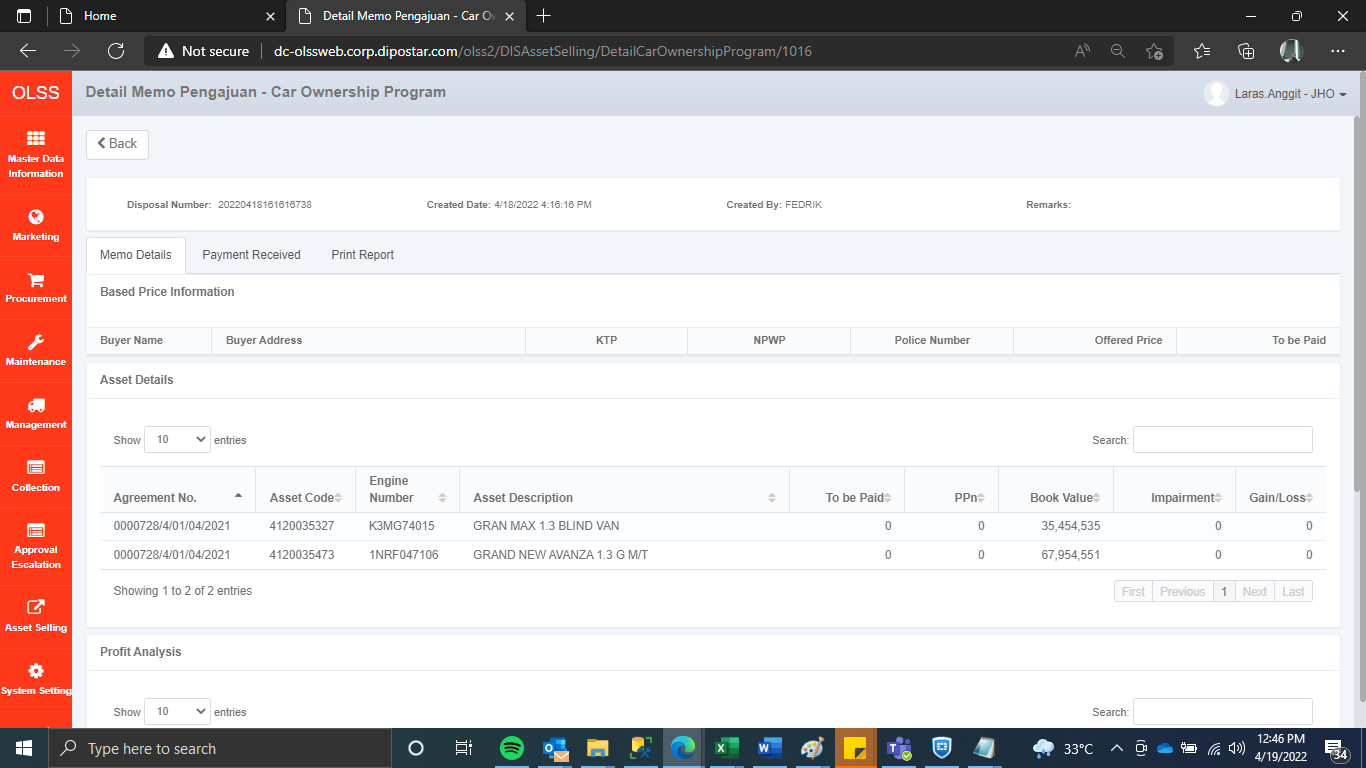 Home
Detail Memo Pengajuan - Car Ow
Not secure dc-olssweb.corp.dipostar.com/olss2/DISAssetSelling/DetailCarOwnershipProgram/1016
OLSS
Detail Memo Pengajuan - Car Ownership Program
Laras.Anggit - JHO
Back
Master Data Information
Marketing
Procurement
Maintenance
Management
Collection
Approval Escalation
Asset Selling
System Setting
Disposal Number: 20220418161616738 Created Date: 4/18/2022 4:16:16 PM Created By: FEDRIK Remarks:
Memo Details Payment Received Print Report
Based Price Information
Buyer Name Buyer Address KTP NPWP Police Number Offered Price To be Paid
Asset Details
Show 10 entries Search:
Agreement No. Asset Code Engine Number Asset Description To be Paid PPn Book Value Impairment Gain/Loss
0000728/4/01/04/2021 4120035327 K3MG74015 GRAN MAX 1.3 BLIND VAN 0 0 35,454,535 0 0
0000728/4/01/04/2021 4120035473 1NRF047106 GRAND NEW AVANZA 1.3 G M/T 0 0 67,954,551 0 0
Showing 1 to 2 of 2 entries First Previous 1 Next Last
Profit Analysis
Show 10 entries Search:
Type here to search
33°C
12:46 PM
4/19/2022
34